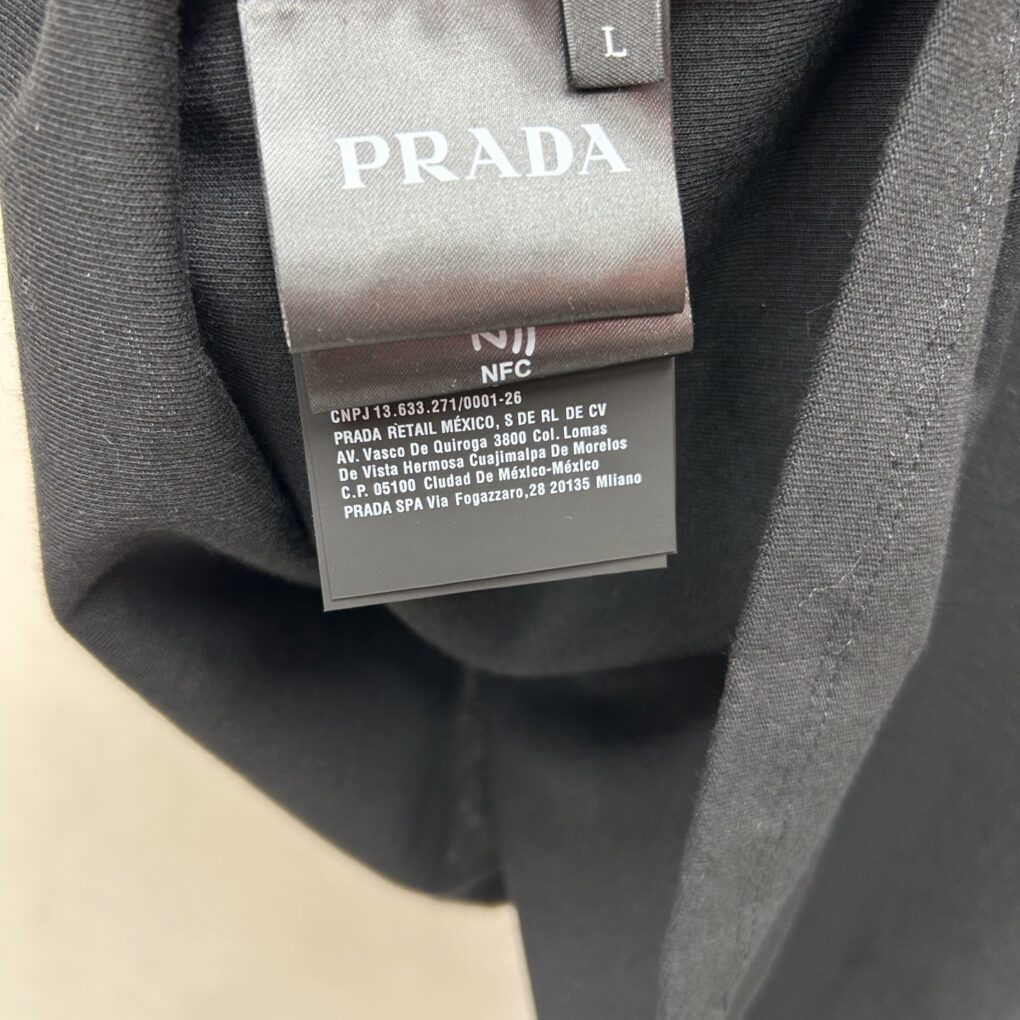 L
PRADA
NFC
CNPJ 13.633.271/0001-26
PRADA RETAIL MÉXICO, S DE RL DE CV
AV. Vasco De Quiroga 3800 Col. Lomas
De Vista Hermosa Cuajimalpa De Morelos
C.P. 05100 Cludad De México-México
PRADA SPA Via Fogazzaro,28 20135 Mliano